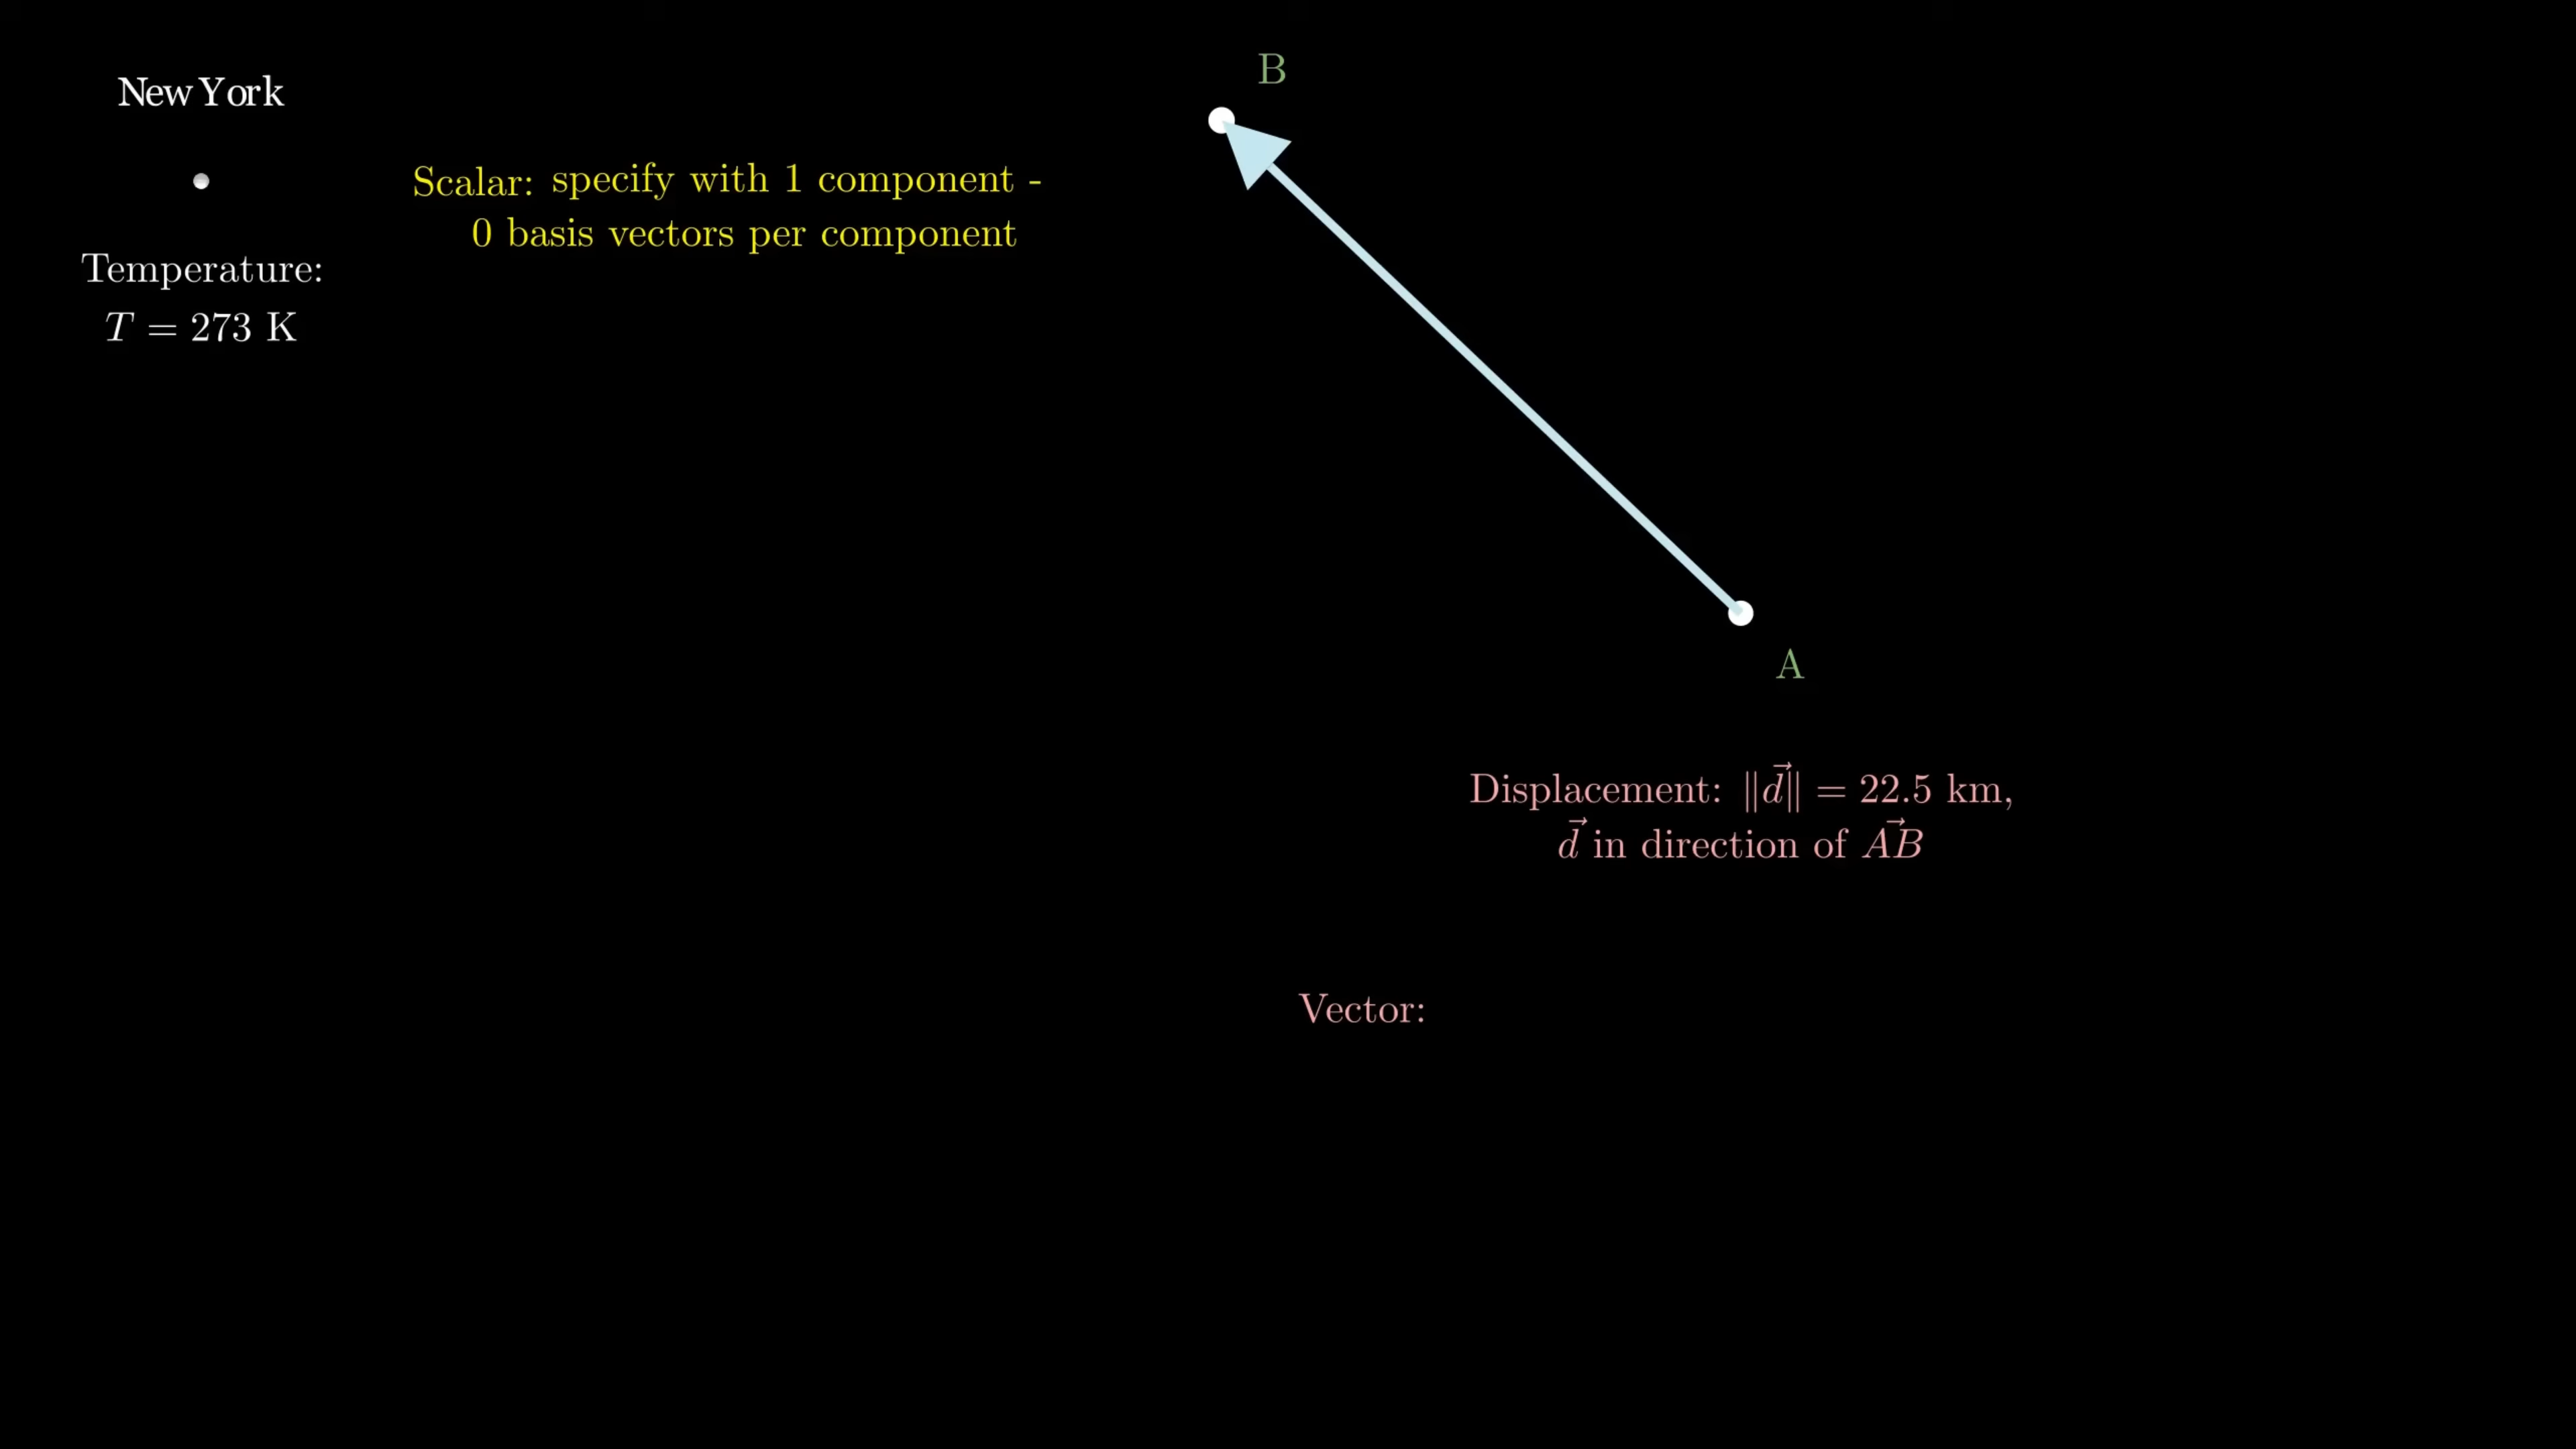 New York
Temperature:
T = 273 K
Scalar: specify with 1 component -
0 basis vectors per component
B
A
Displacement: ‖d⃗‖ = 22.5 km,
d⃗ in direction of AB⃗
Vector: